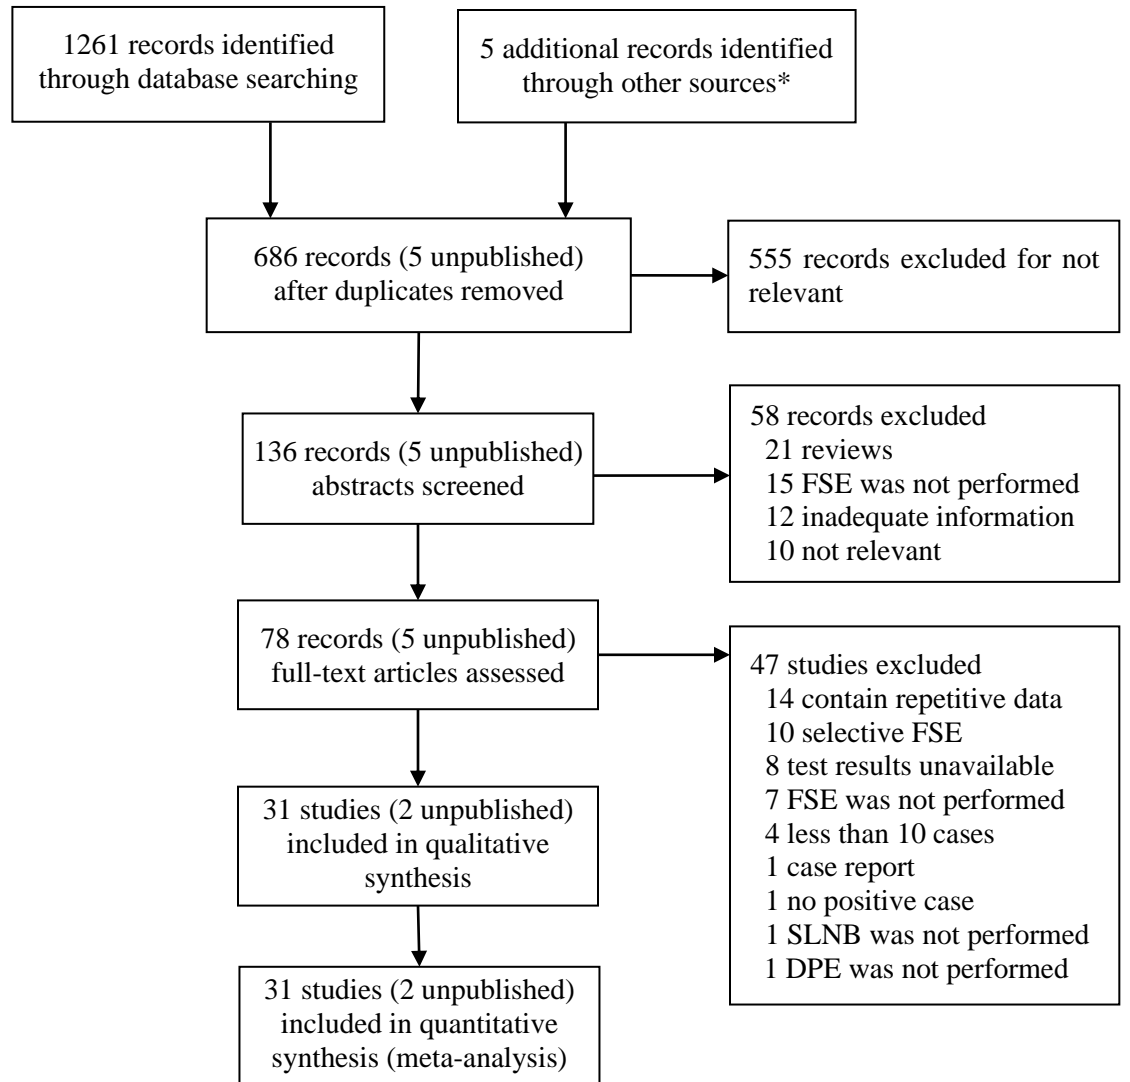 1261 records identified
through database searching
5 additional records identified
through other sources*
686 records (5 unpublished)
after duplicates removed
555 records excluded for not
relevant
136 records (5 unpublished)
abstracts screened
58 records excluded
21 reviews
15 FSE was not performed
12 inadequate information
10 not relevant
78 records (5 unpublished)
full-text articles assessed
47 studies excluded
14 contain repetitive data
10 selective FSE
8 test results unavailable
7 FSE was not performed
4 less than 10 cases
1 case report
1 no positive case
1 SLNB was not performed
1 DPE was not performed
31 studies (2 unpublished)
included in qualitative
synthesis
31 studies (2 unpublished)
included in quantitative
synthesis (meta-analysis)